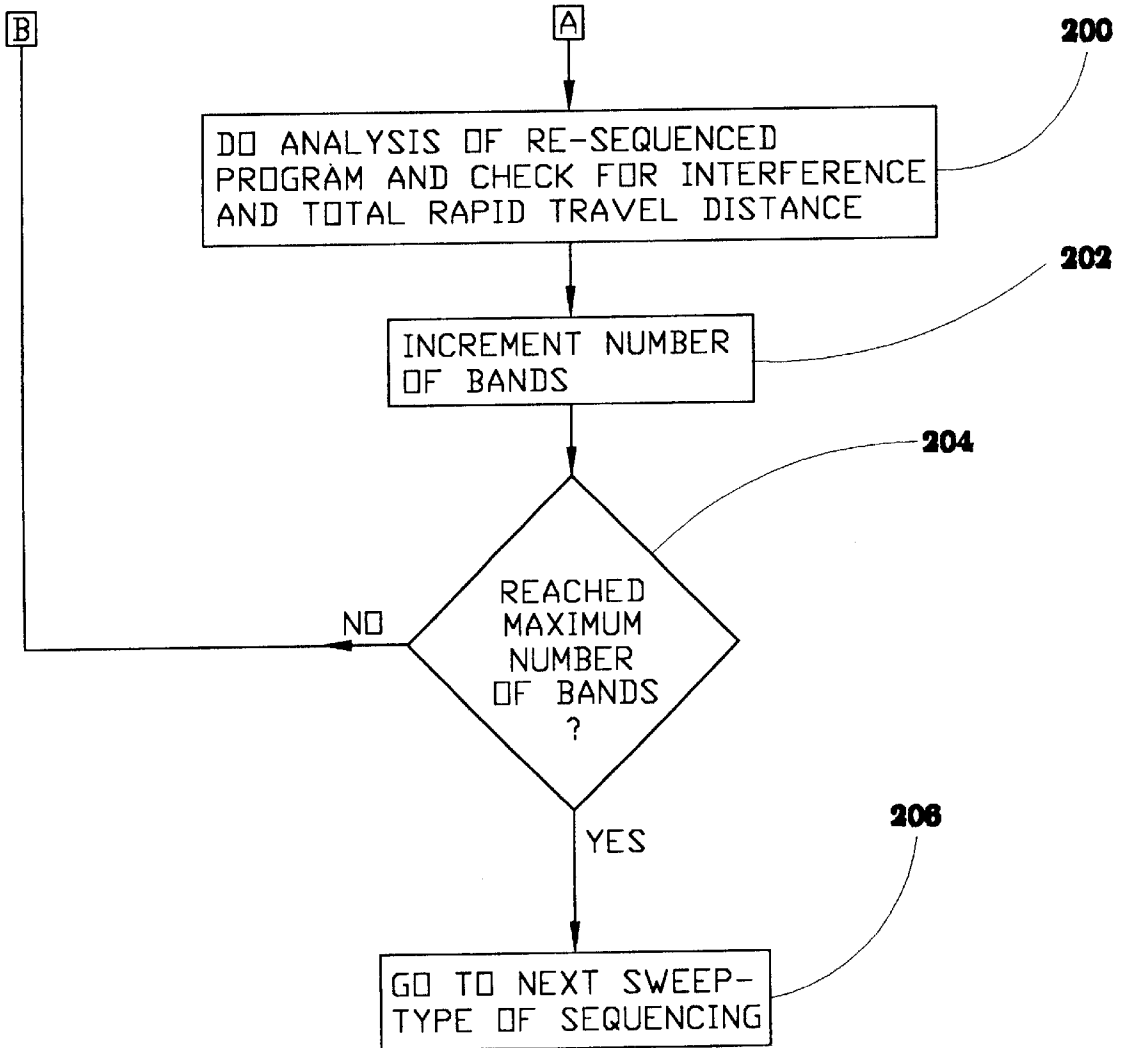 B
A
200
DO ANALYSIS OF RE-SEQUENCED
PROGRAM AND CHECK FOR INTERFERENCE
AND TOTAL RAPID TRAVEL DISTANCE
202
INCREMENT NUMBER
OF BANDS
204
REACHED
MAXIMUM
NUMBER
OF BANDS
?
NO
YES
206
GO TO NEXT SWEEP-
TYPE OF SEQUENCING